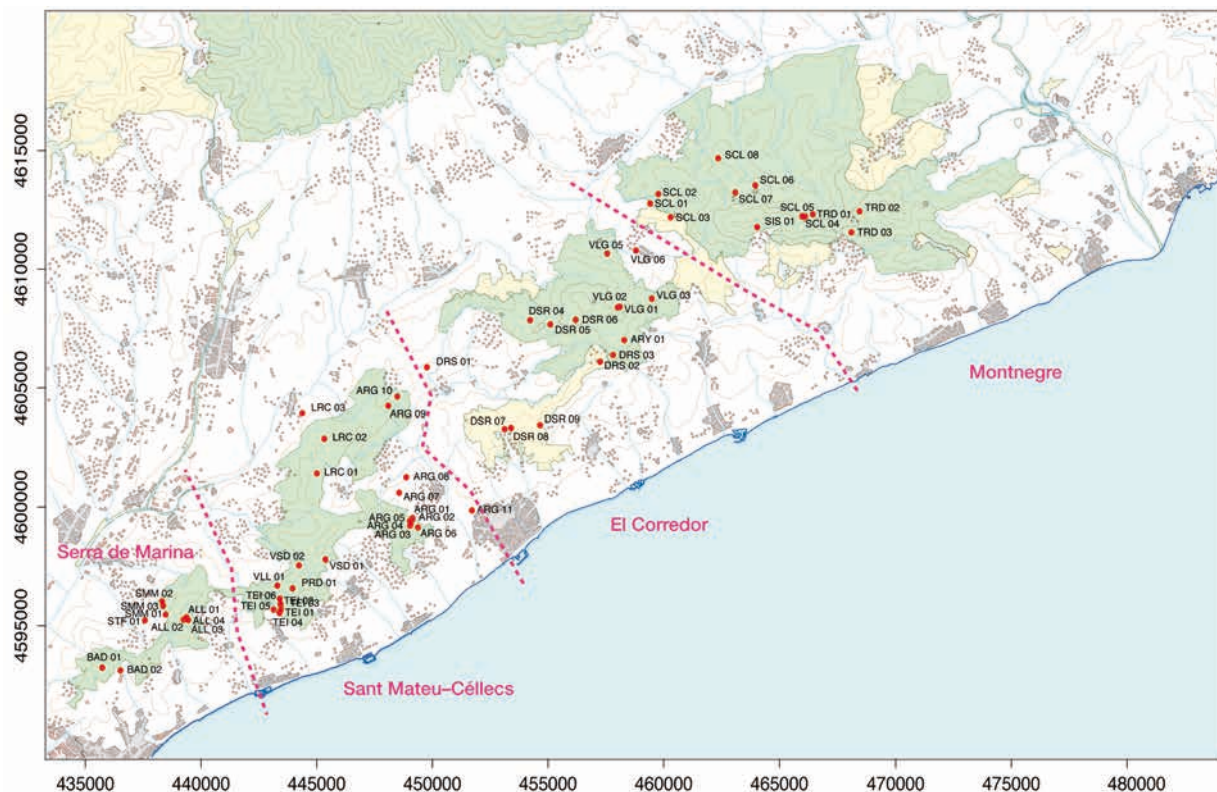 4615000
4610000
4605000
4600000
4595000
SCL 08
SCL 06
SCL 02
SCL 07
SCL 01
SCL 05
TRD 02
SCL 03
TRD 01
SIS 01
SCL 04
TRD 03
VLG 05
VLG 06
VLG 02
VLG 03
DSR 04
VLG 01
DSR 06
DSR 05
ARY 01
DRS 03
DRS 01
DRS 02
Montnegre
ARG 10
LRC 03
ARG 09
DSR 07
DSR 09
DSR 08
LRC 02
LRC 01
ARG 08
ARG 07
ARG 01
ARG 11
ARG 05
ARG 02
ARG 04
ARG 03
ARG 06
El Corredor
Serra de Marina
VSD 02
VSD 01
VLL 01
PRD 01
SMM 02
TEI 06
SMM 03
TEI 05
TEI 03
SMM 01
ALL 01
TEI 01
STF 01
ALL 02
ALL 04
TEI 04
ALL 03
BAD 01
BAD 02
Sant Mateu–Céllecs
435000
440000
445000
450000
455000
460000
465000
470000
475000
480000